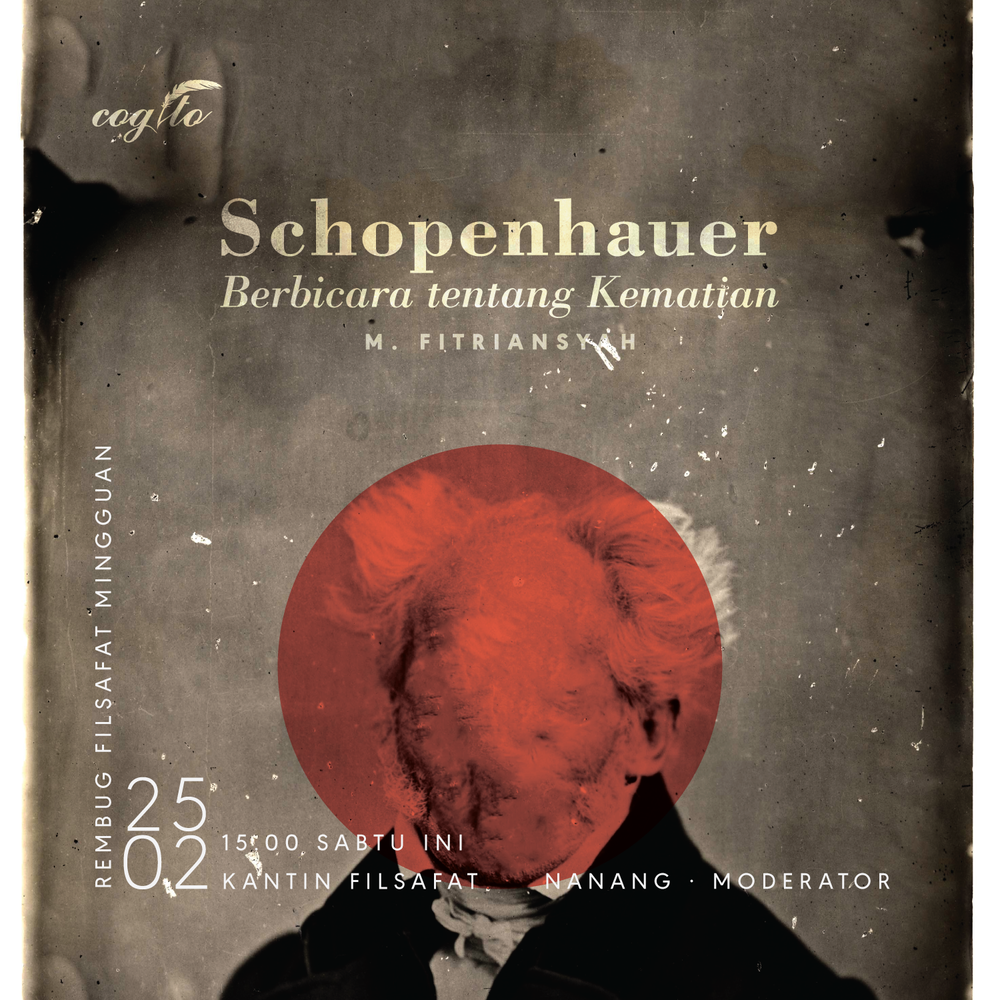 cogito
Schopenhauer
Berbicara tentang Kematian
M. FITRIANSYAH
REMBUG FILSAFAT MINGGUAN
25
02
15:00 SABTU INI
KANTIN FILSAFAT · NANANG · MODERATOR